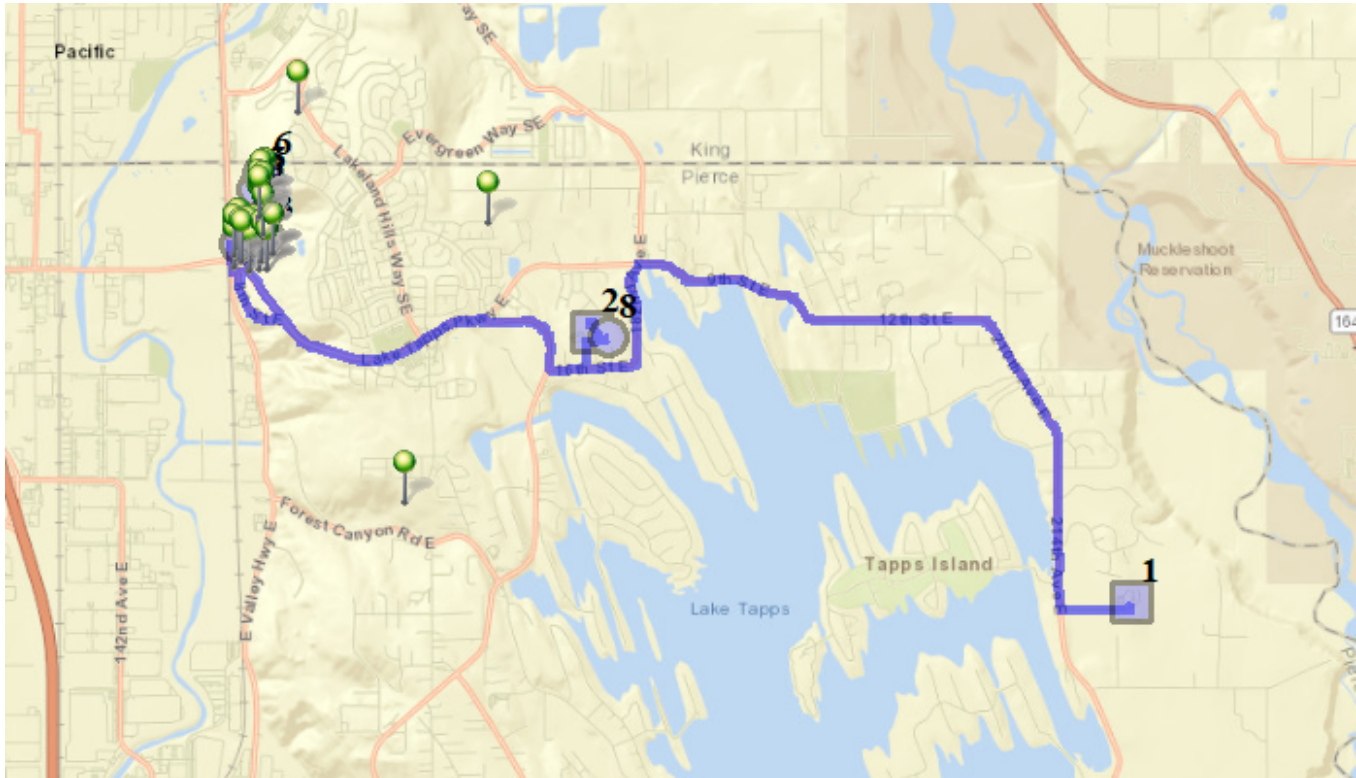 Pacific
6
Evergreen Way SE
King
Pierce
Lakeland Hills Way SE
Muckleshoot
Reservation
9th St E
12th St E
28
164
16th St E
214th Ave E
Forest Canyon Rd E
Tapps Island
1
Lake Tapps
142nd Ave E
E Valley Hwy E